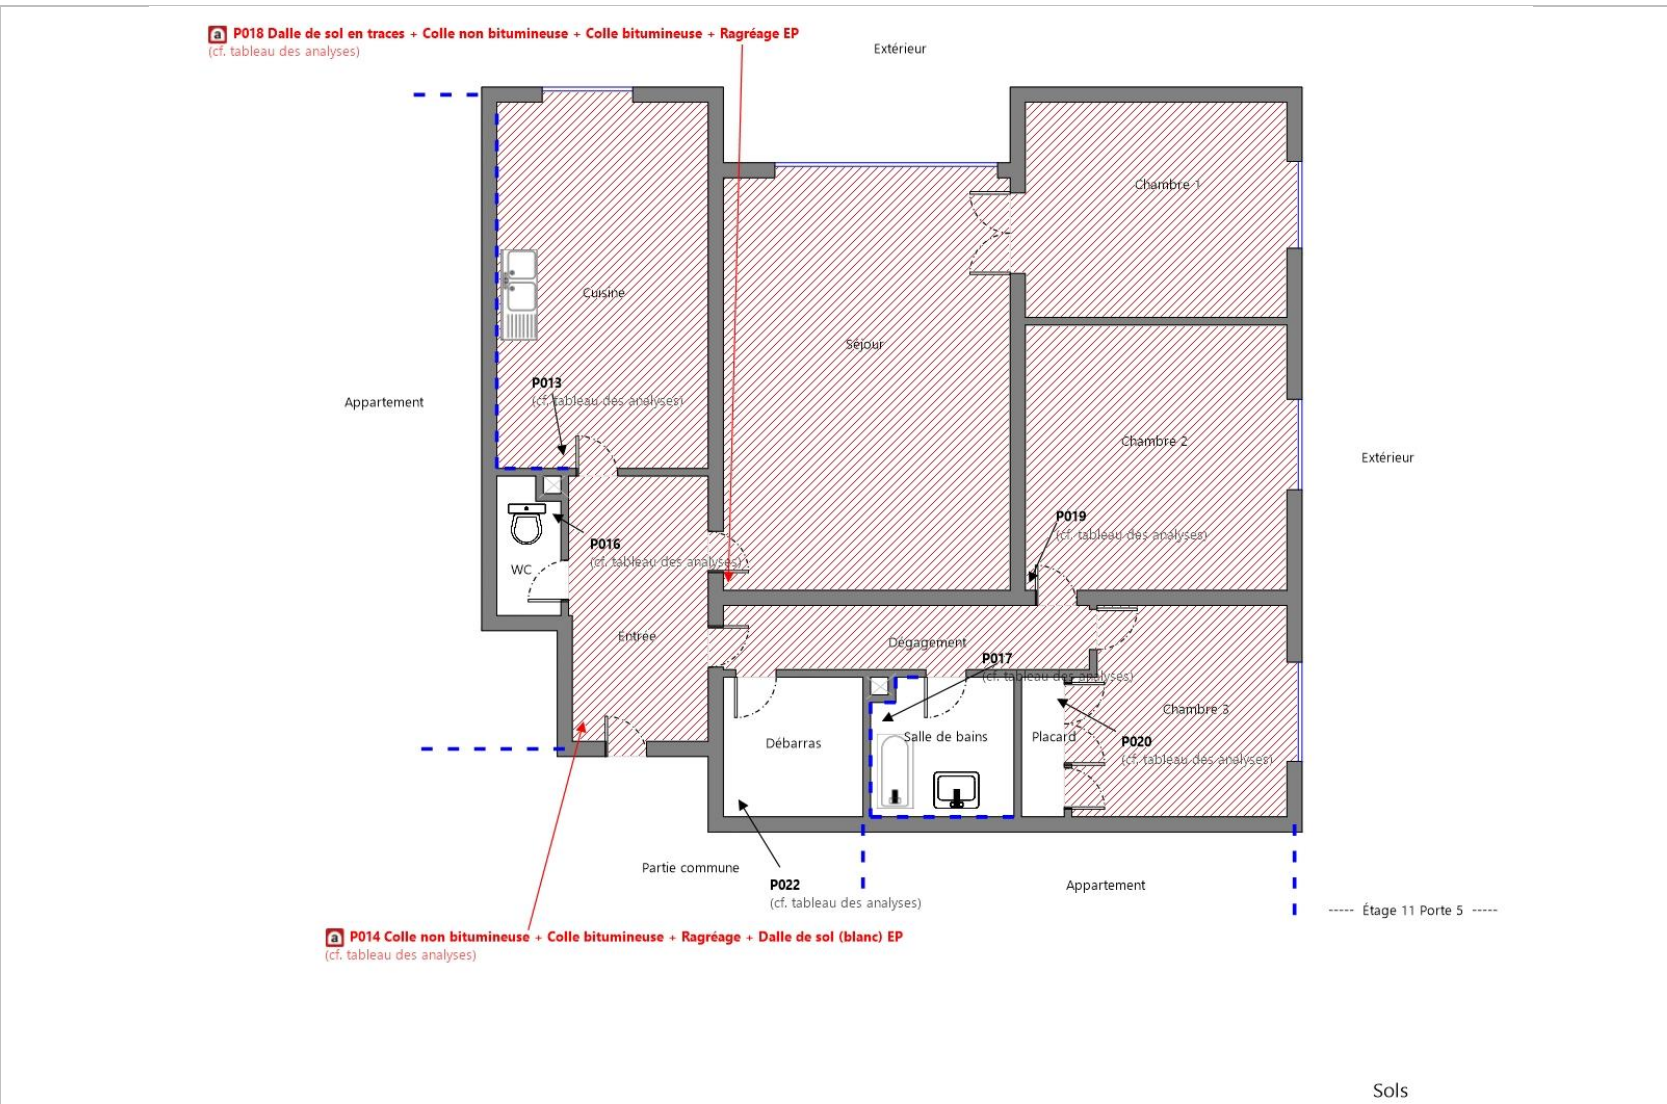 a P018 Dalle de sol en traces + Colle non bitumineuse + Colle bitumineuse + Ragréage EP
(cf. tableau des analyses)
Extérieur
Chambre 1
Cuisine
Séjour
P013
(cf. tableau des analyses)
Appartement
Chambre 2
Extérieur
P019
(cf. tableau des analyses)
P016
(cf. tableau des analyses)
WC
Entrée
Dégagement
P017
(cf. tableau des analyses)
Chambre 3
Débarras
Salle de bains
Placard
P020
(cf. tableau des analyses)
Partie commune
P022
(cf. tableau des analyses)
Appartement
----- Étage 11 Porte 5 -----
a P014 Colle non bitumineuse + Colle bitumineuse + Ragréage + Dalle de sol (blanc) EP
(cf. tableau des analyses)
Sols